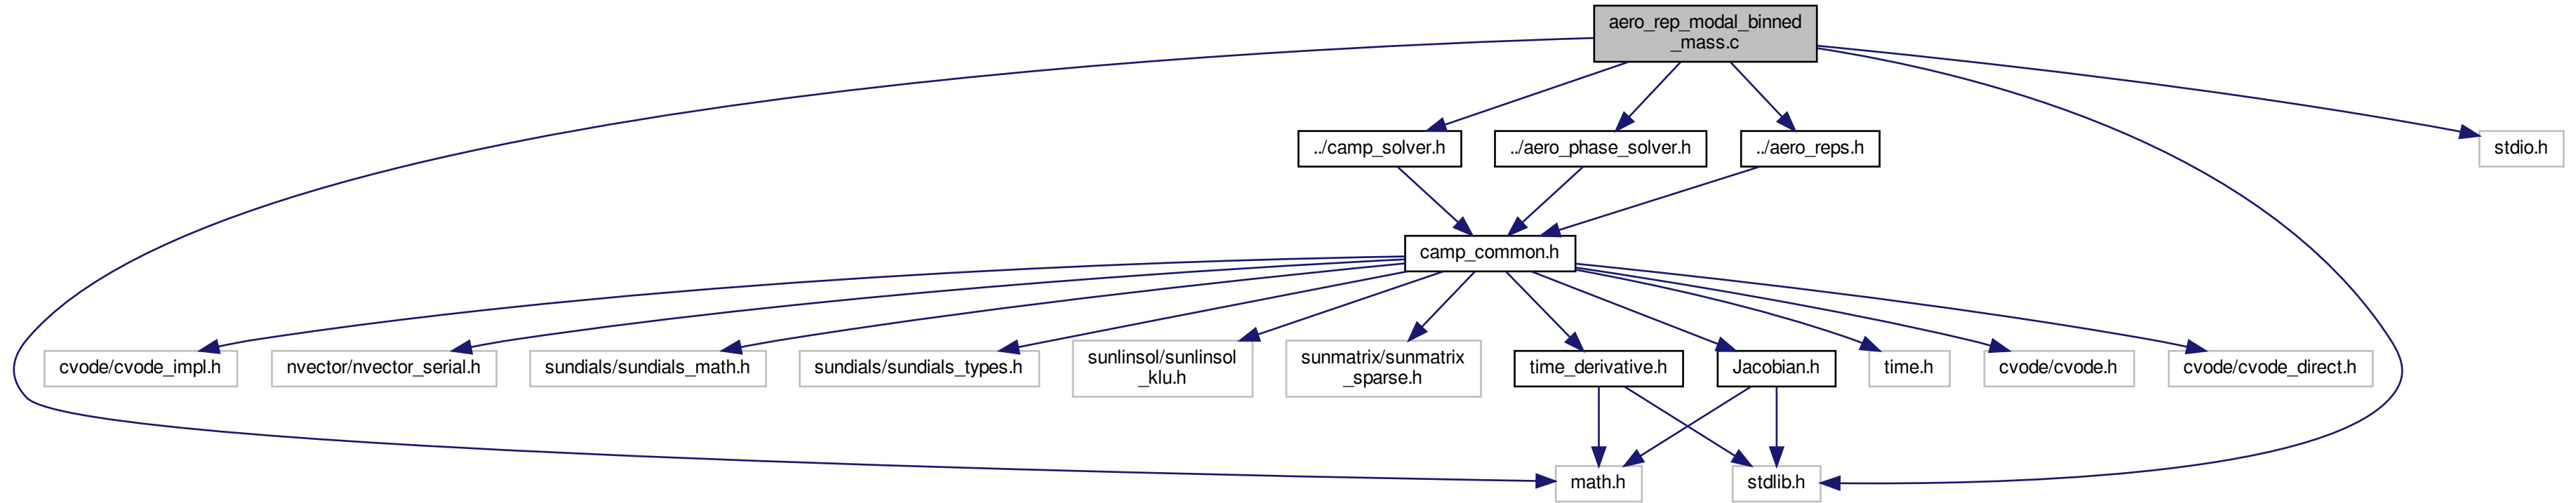 aero_rep_modal_binned
_mass.c
../camp_solver.h
../aero_phase_solver.h
../aero_reps.h
stdio.h
camp_common.h
cvode/cvode_impl.h
nvector/nvector_serial.h
sundials/sundials_math.h
sundials/sundials_types.h
sunlinsol/sunlinsol
_klu.h
sunmatrix/sunmatrix
_sparse.h
time_derivative.h
Jacobian.h
time.h
cvode/cvode.h
cvode/cvode_direct.h
math.h
stdlib.h